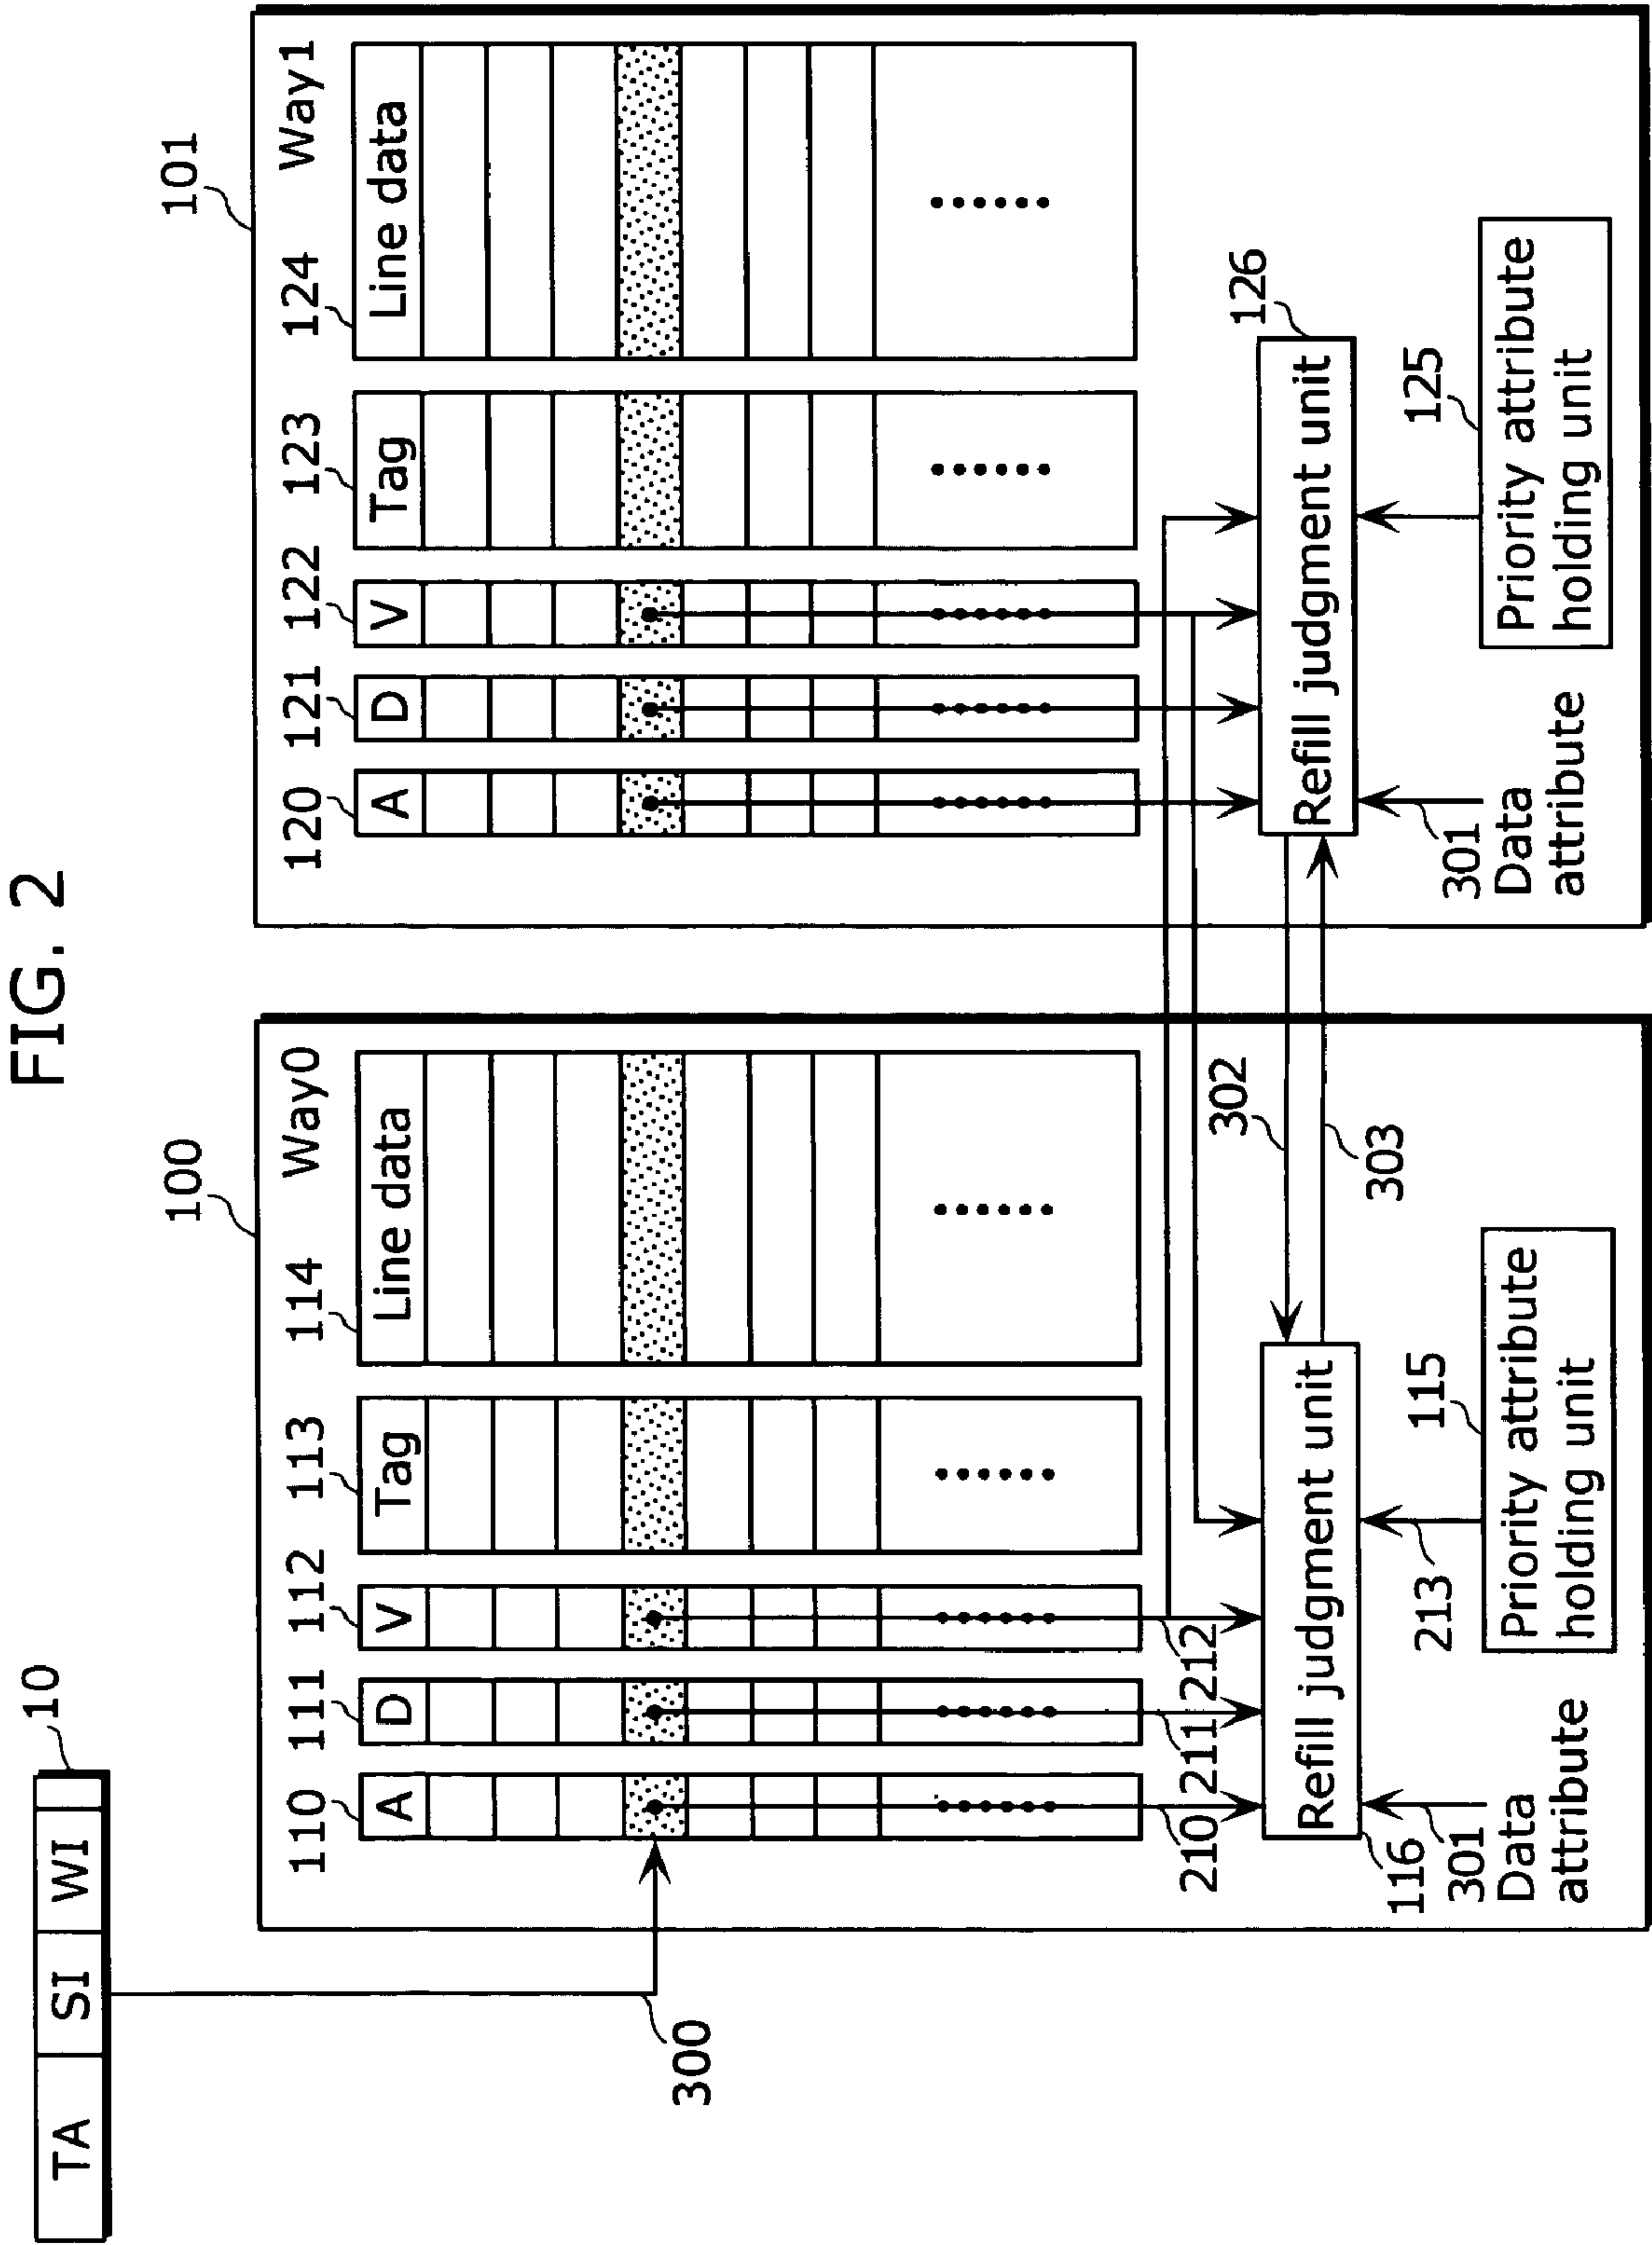 FIG. 2
10
TA SI WI
300
100
Way0
110 111 112 113 114
A D V Tag Line data
210 211 212
302
303
Refill judgment unit
116
301
Data
attribute
213
115
Priority attribute
holding unit
101
Way1
120 121 122 123 124
A D V Tag Line data
126
Refill judgment unit
301
Data
attribute
125
Priority attribute
holding unit